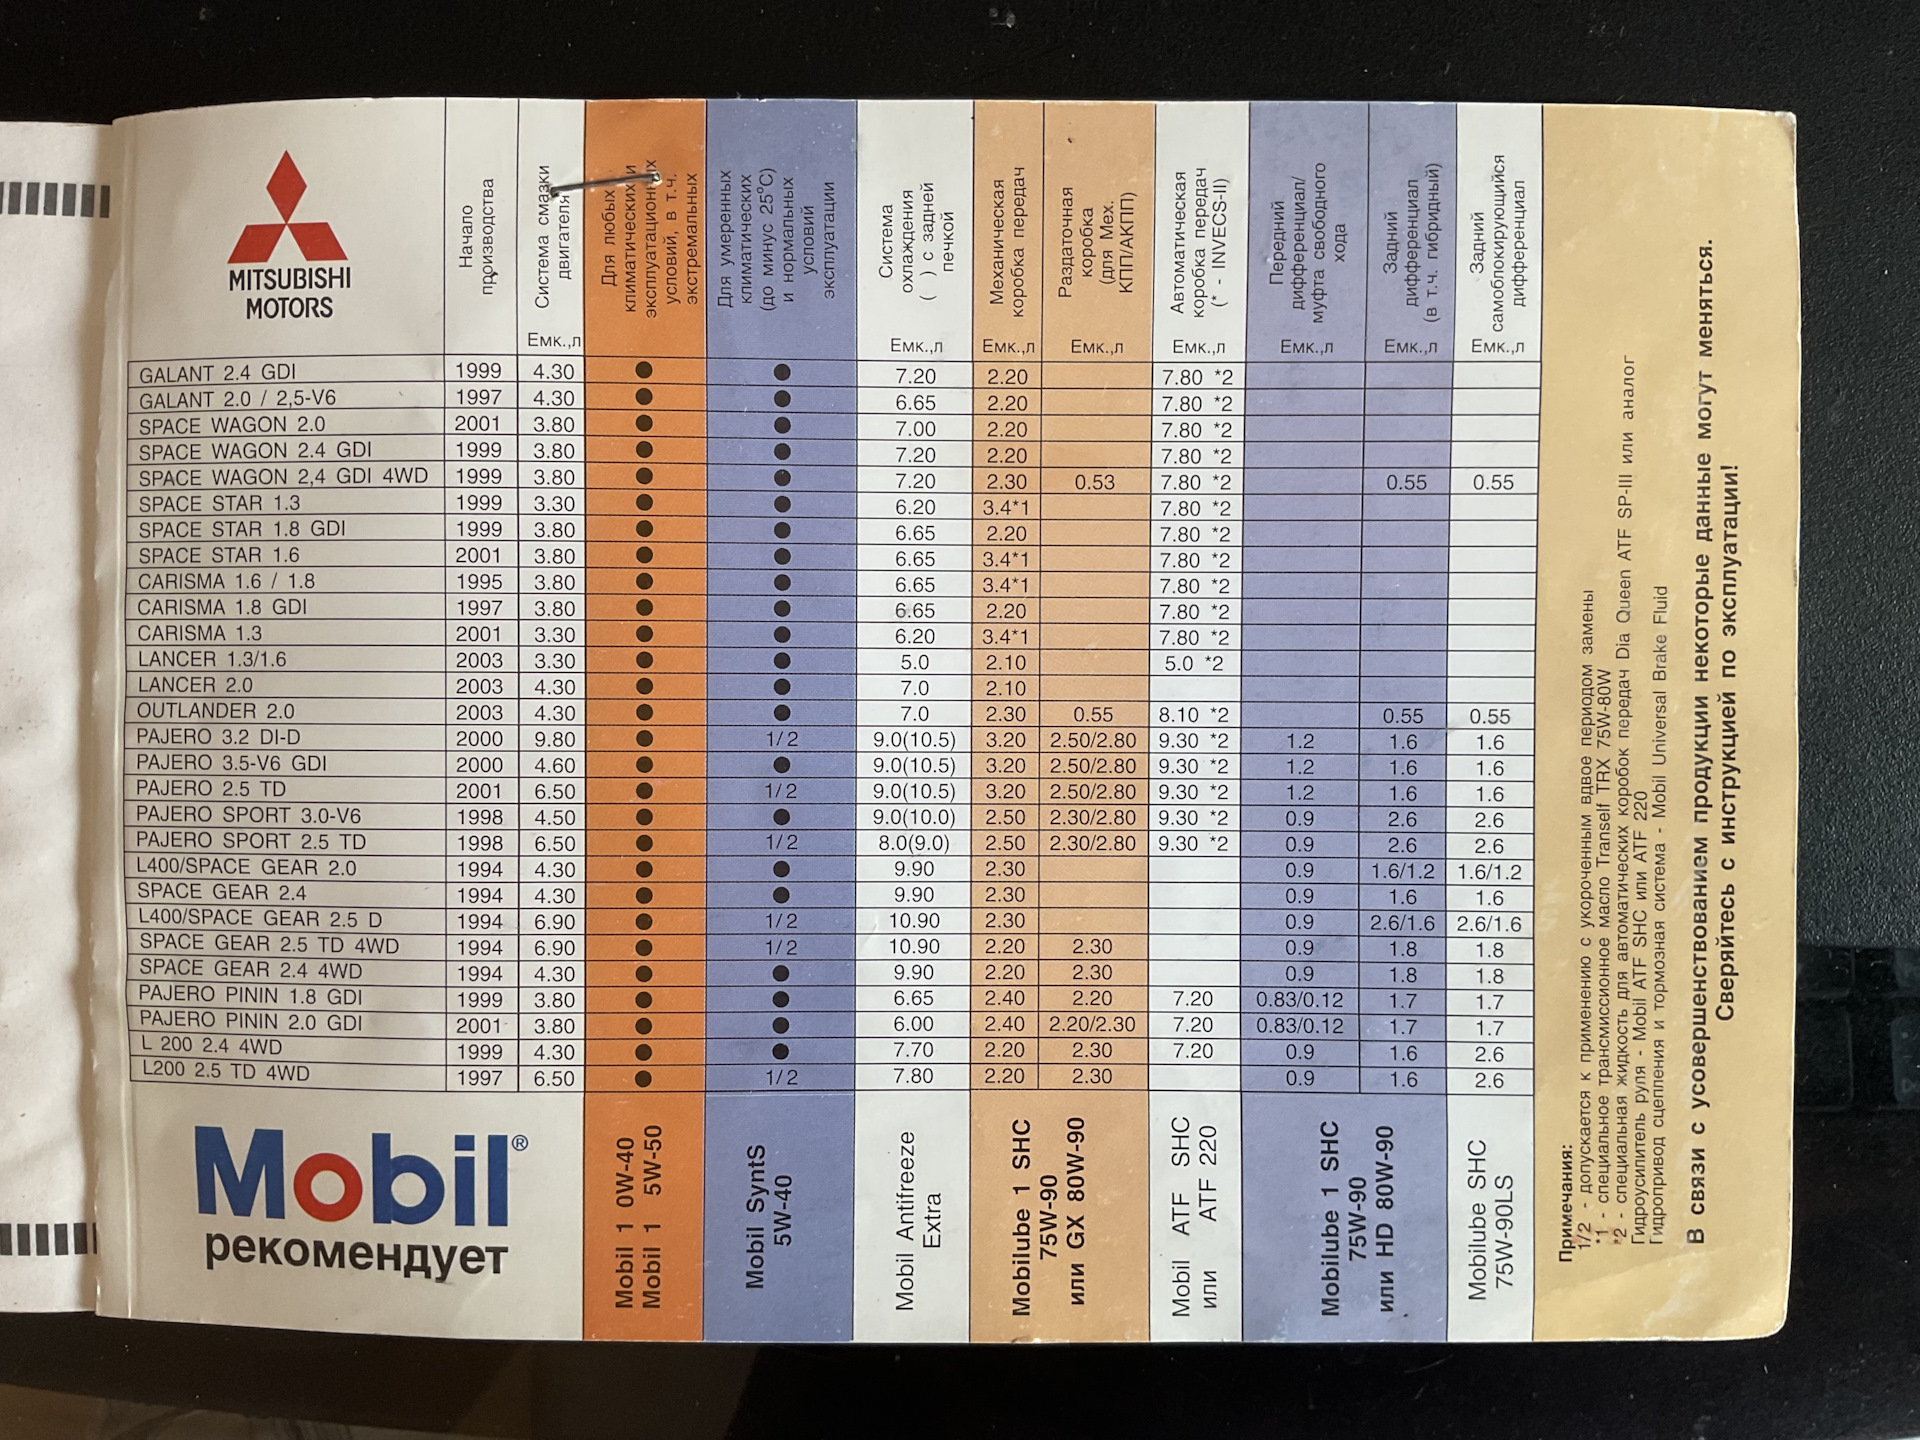 MITSUBISHI
MOTORS
Начало
производства
Система смазки
двигателя
Емк.,л
Для любых
климатических и
эксплуатационных
условий, в т.ч.
экстремальных
Для умеренных
климатических
(до минус 25°С)
и нормальных
условий
эксплуатации
Система
охлаждения
( ) с задней
печкой
Емк.,л
Механическая
коробка передач
Емк.,л
Раздаточная
коробка
(для Мех.
КПП/АКПП)
Емк.,л
Автоматическая
коробка передач
(* - INVECS-II)
Емк.,л
Передний
дифференциал/
муфта свободного
хода
Емк.,л
Задний
дифференциал
(в т.ч. гибридный)
Емк.,л
Задний
самоблокирующийся
дифференциал
Емк.,л
GALANT 2.4 GDI 1999 4.30 ● ● 7.20 2.20 7.80 *2
GALANT 2.0 / 2,5-V6 1997 4.30 ● ● 6.65 2.20 7.80 *2
SPACE WAGON 2.0 2001 3.80 ● ● 7.00 2.20 7.80 *2
SPACE WAGON 2.4 GDI 1999 3.80 ● ● 7.20 2.20 7.80 *2
SPACE WAGON 2,4 GDI 4WD 1999 3.80 ● ● 7.20 2.30 0.53 7.80 *2 0.55 0.55
SPACE STAR 1.3 1999 3.30 ● ● 6.20 3.4*1 7.80 *2
SPACE STAR 1.8 GDI 1999 3.80 ● ● 6.65 2.20 7.80 *2
SPACE STAR 1.6 2001 3.80 ● ● 6.65 3.4*1 7.80 *2
CARISMA 1.6 / 1.8 1995 3.80 ● ● 6.65 3.4*1 7.80 *2
CARISMA 1.8 GDI 1997 3.80 ● ● 6.65 2.20 7.80 *2
CARISMA 1.3 2001 3.30 ● ● 6.20 3.4*1 7.80 *2
LANCER 1.3/1.6 2003 3.30 ● ● 5.0 2.10 5.0 *2
LANCER 2.0 2003 4.30 ● ● 7.0 2.10
OUTLANDER 2.0 2003 4.30 ● ● 7.0 2.30 0.55 8.10 *2 0.55 0.55
PAJERO 3.2 DI-D 2000 9.80 ● 1/2 9.0(10.5) 3.20 2.50/2.80 9.30 *2 1.2 1.6 1.6
PAJERO 3.5-V6 GDI 2000 4.60 ● ● 9.0(10.5) 3.20 2.50/2.80 9.30 *2 1.2 1.6 1.6
PAJERO 2.5 TD 2001 6.50 ● 1/2 9.0(10.5) 3.20 2.50/2.80 9.30 *2 1.2 1.6 1.6
PAJERO SPORT 3.0-V6 1998 4.50 ● ● 9.0(10.0) 2.50 2.30/2.80 9.30 *2 0.9 2.6 2.6
PAJERO SPORT 2.5 TD 1998 6.50 ● 1/2 8.0(9.0) 2.50 2.30/2.80 9.30 *2 0.9 2.6 2.6
L400/SPACE GEAR 2.0 1994 4.30 ● ● 9.90 2.30 0.9 1.6/1.2 1.6/1.2
SPACE GEAR 2.4 1994 4.30 ● ● 9.90 2.30 0.9 1.6 1.6
L400/SPACE GEAR 2.5 D 1994 6.90 ● 1/2 10.90 2.30 0.9 2.6/1.6 2.6/1.6
SPACE GEAR 2.5 TD 4WD 1994 6.90 ● 1/2 10.90 2.20 2.30 0.9 1.8 1.8
SPACE GEAR 2.4 4WD 1994 4.30 ● ● 9.90 2.20 2.30 0.9 1.8 1.8
PAJERO PININ 1.8 GDI 1999 3.80 ● ● 6.65 2.40 2.20 7.20 0.83/0.12 1.7 1.7
PAJERO PININ 2.0 GDI 2001 3.80 ● ● 6.00 2.40 2.20/2.30 7.20 0.83/0.12 1.7 1.7
L 200 2.4 4WD 1999 4.30 ● ● 7.70 2.20 2.30 7.20 0.9 1.6 2.6
L200 2.5 TD 4WD 1997 6.50 ● 1/2 7.80 2.20 2.30 0.9 1.6 2.6
Mobil®
рекомендует
Mobil 1 0W-40
Mobil 1 5W-50
Mobil SyntS
5W-40
Mobil Antifreeze
Extra
Mobilube 1 SHC
75W-90
или GX 80W-90
Mobil ATF SHC
или ATF 220
Mobilube 1 SHC
75W-90
или HD 80W-90
Mobilube SHC
75W-90LS
Примечания:
1/2 - допускается к применению с укороченным вдвое периодом замены
*1 - специальное трансмиссионное масло Tranself TRX 75W-80W
*2 - специальная жидкость для автоматических коробок передач Dia Queen ATF SP-III или аналог
Гидроусилитель руля - Mobil ATF SHC или ATF 220
Гидропривод сцепления и тормозная система - Mobil Universal Brake Fluid
В связи с усовершенствованием продукции некоторые данные могут меняться.
Сверяйтесь с инструкцией по эксплуатации!